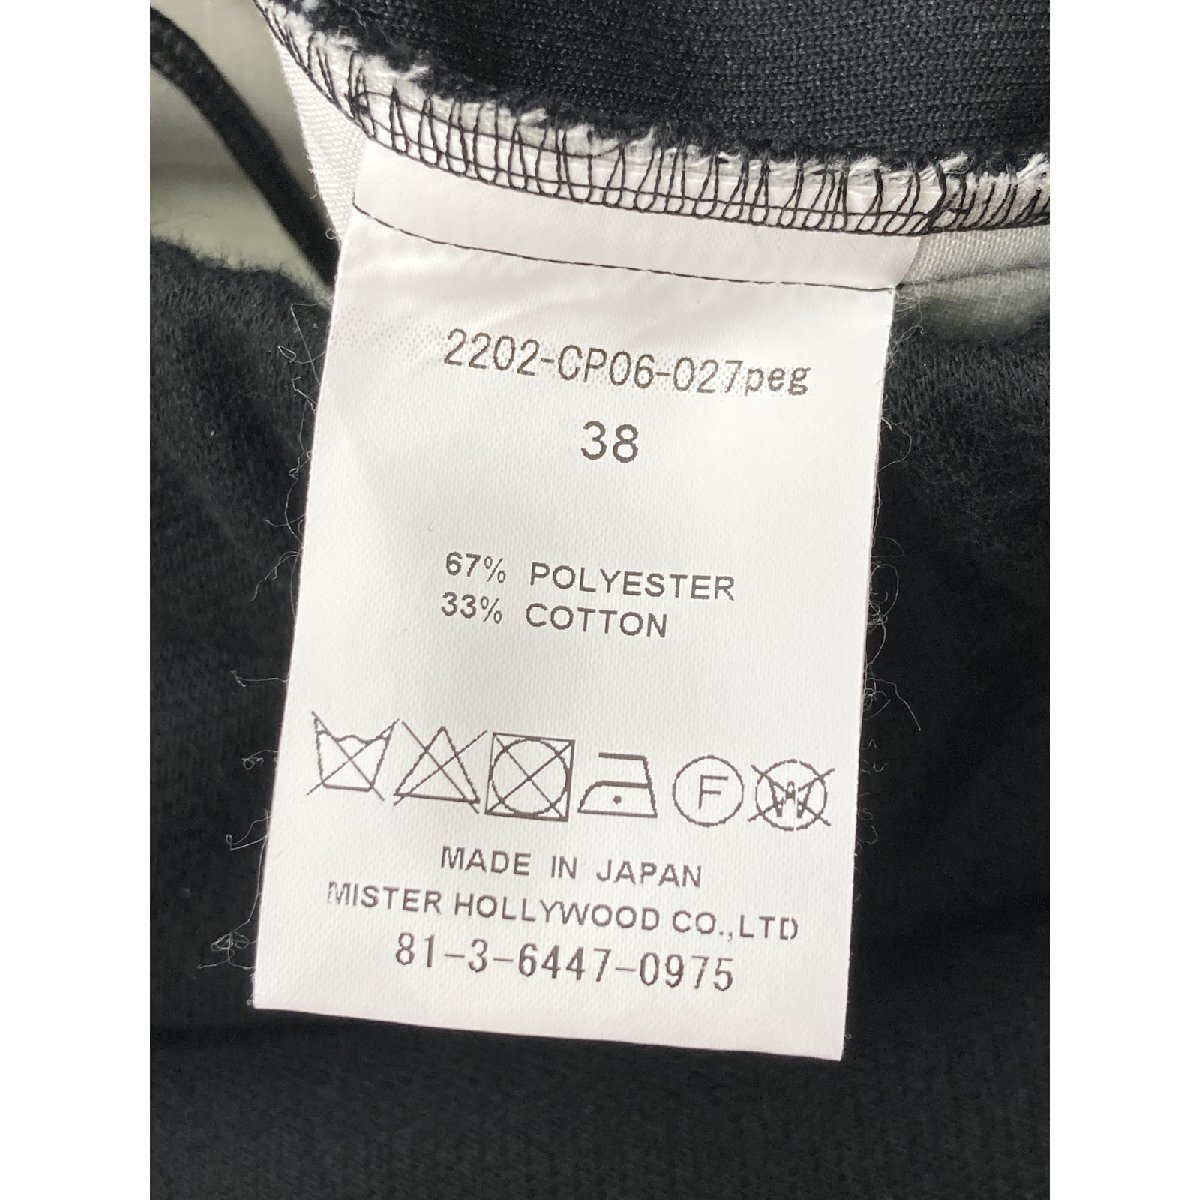 2202-CP06-027peg
38
67% POLYESTER
33% COTTON
F W
MADE IN JAPAN
MISTER HOLLYWOOD CO.,LTD
81-3-6447-0975